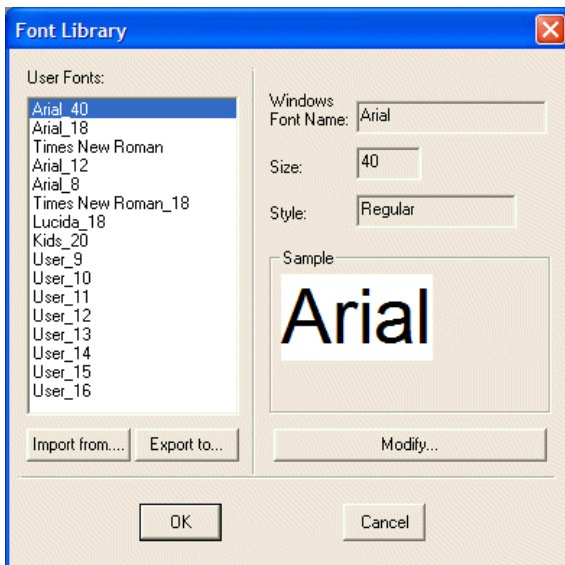 Font Library
User Fonts:
Arial_40
Arial_18
Times New Roman
Arial_12
Arial_8
Times New Roman_18
Lucida_18
Kids_20
User_9
User_10
User_11
User_12
User_13
User_14
User_15
User_16
Import from....
Export to...
Windows
Font Name: Arial
Size: 40
Style: Regular
Sample
Arial
Modify...
OK
Cancel